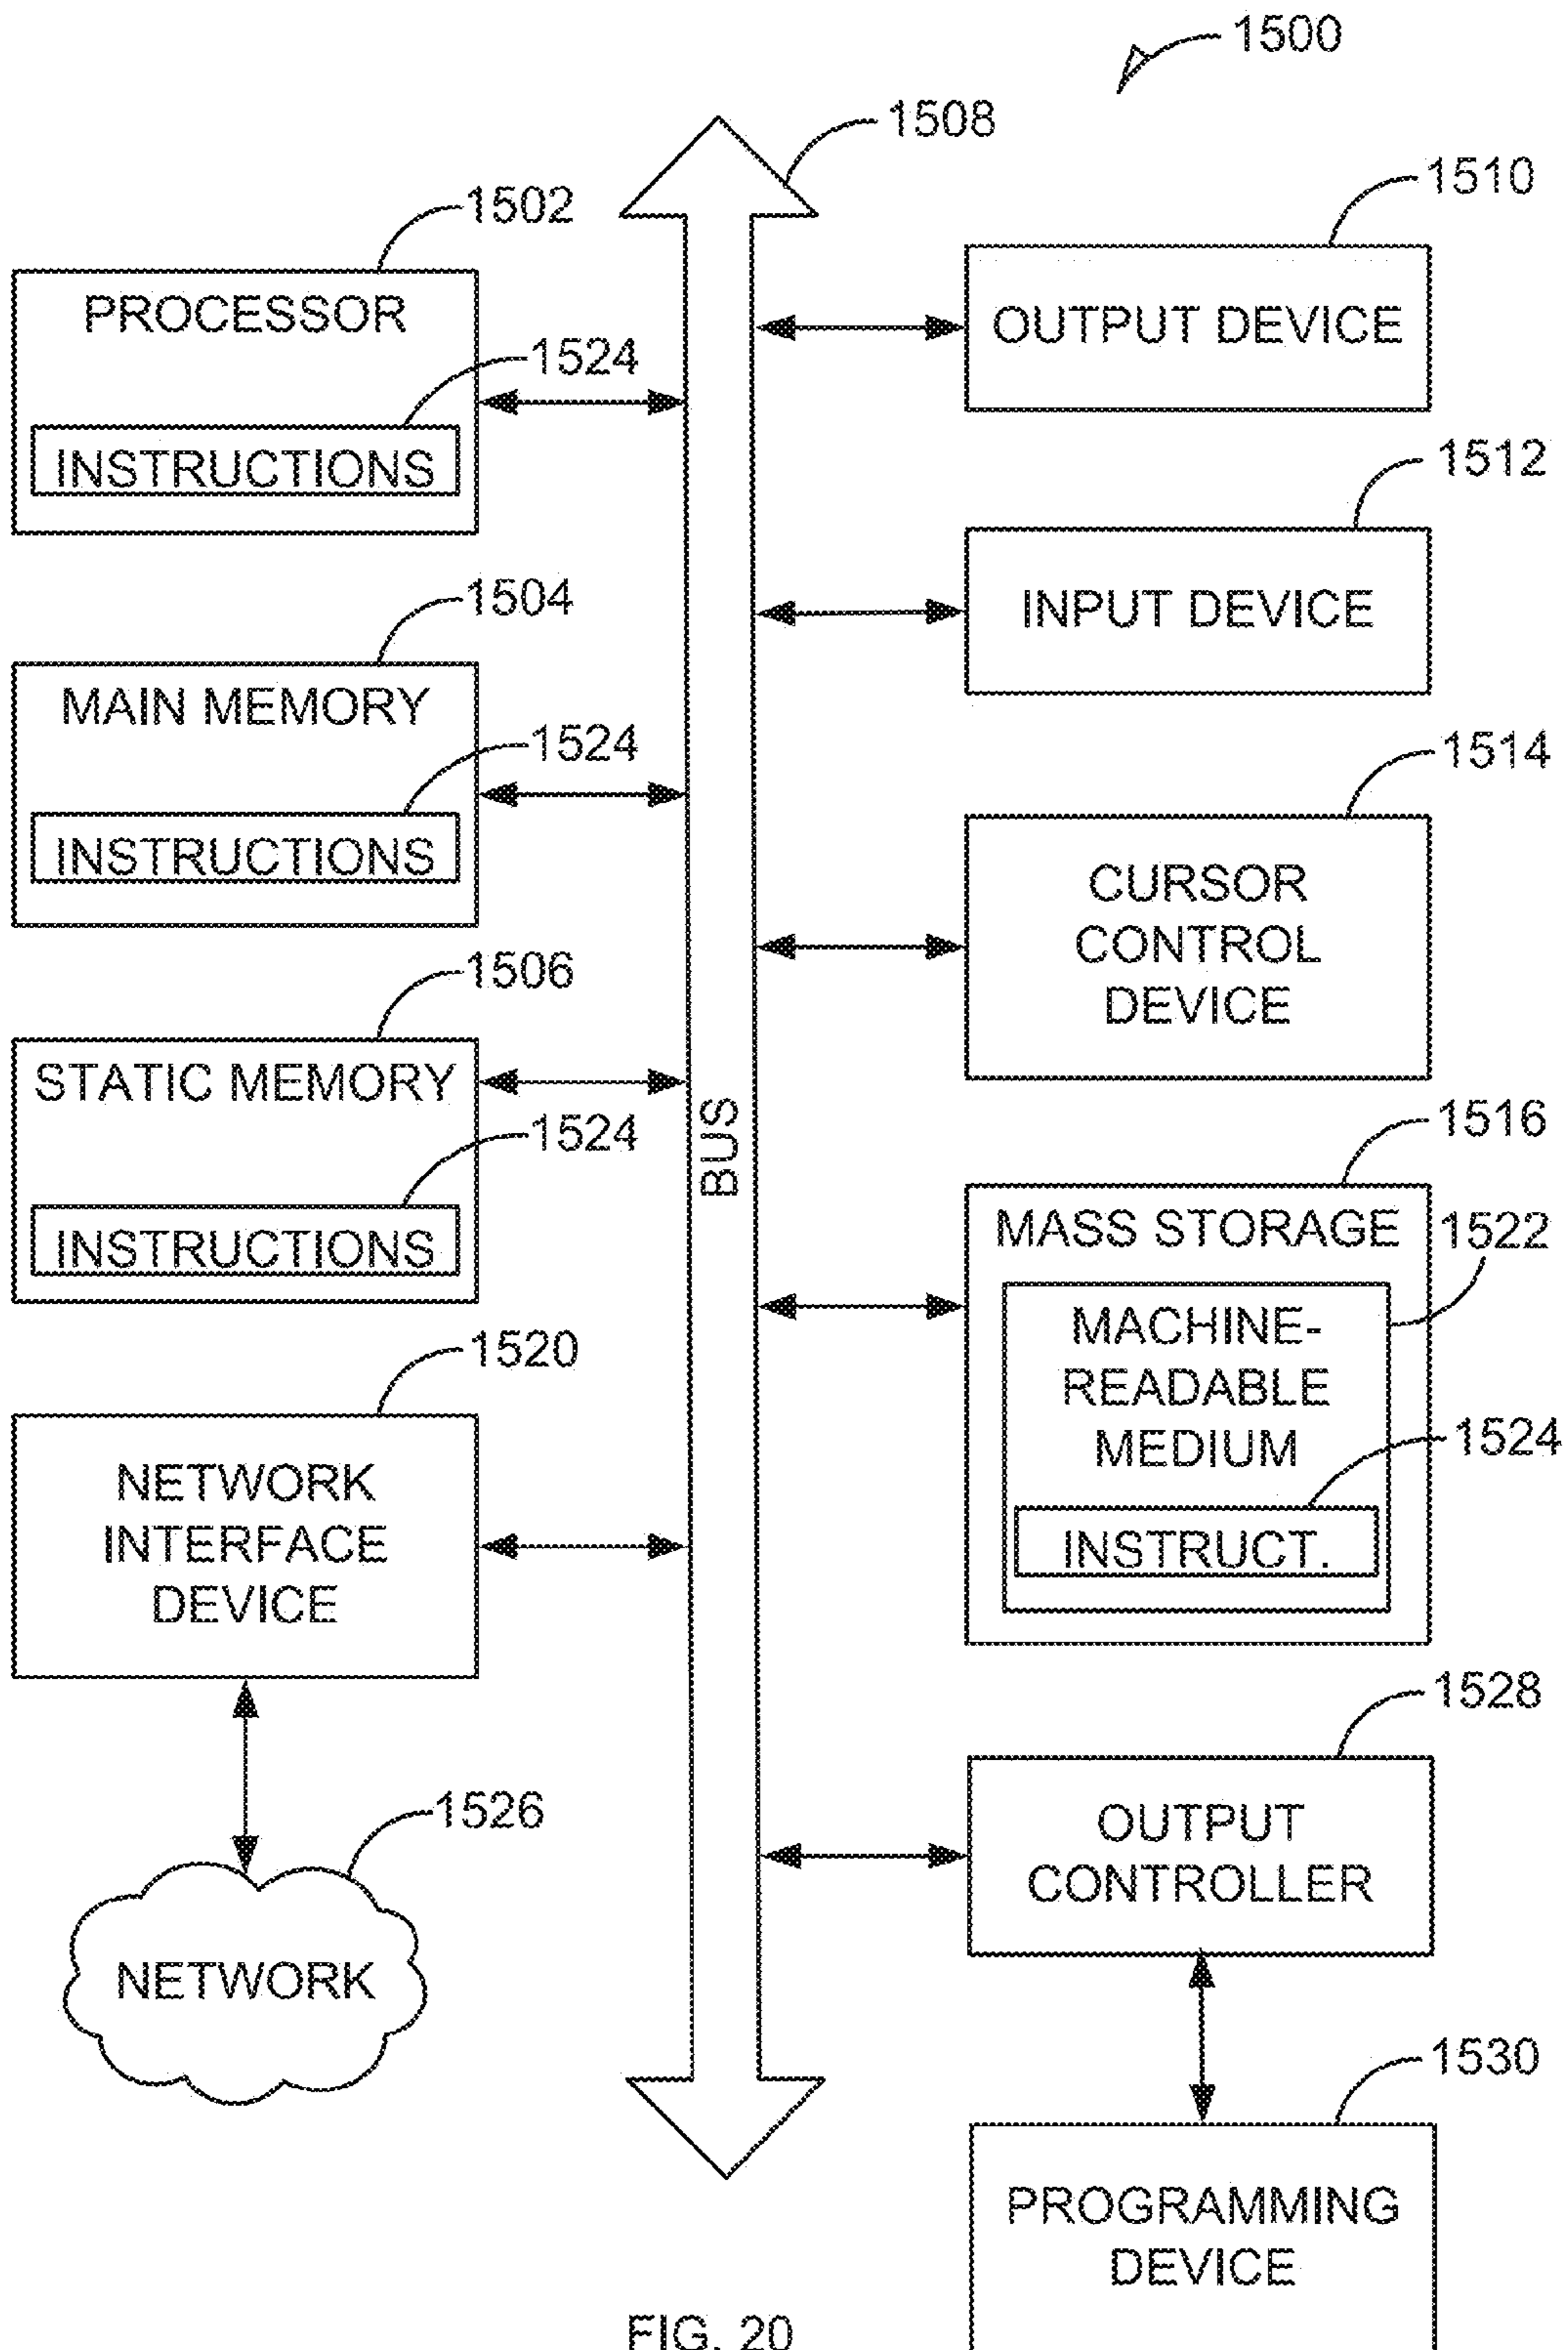 1500
1508
1502
PROCESSOR
1524
INSTRUCTIONS
1504
MAIN MEMORY
1524
INSTRUCTIONS
1506
STATIC MEMORY
1524
INSTRUCTIONS
1520
NETWORK
INTERFACE
DEVICE
1526
NETWORK
BUS
1510
OUTPUT DEVICE
1512
INPUT DEVICE
1514
CURSOR
CONTROL
DEVICE
1516
MASS STORAGE
1522
MACHINE-
READABLE
MEDIUM
1524
INSTRUCT.
1528
OUTPUT
CONTROLLER
1530
PROGRAMMING
DEVICE
FIG. 20